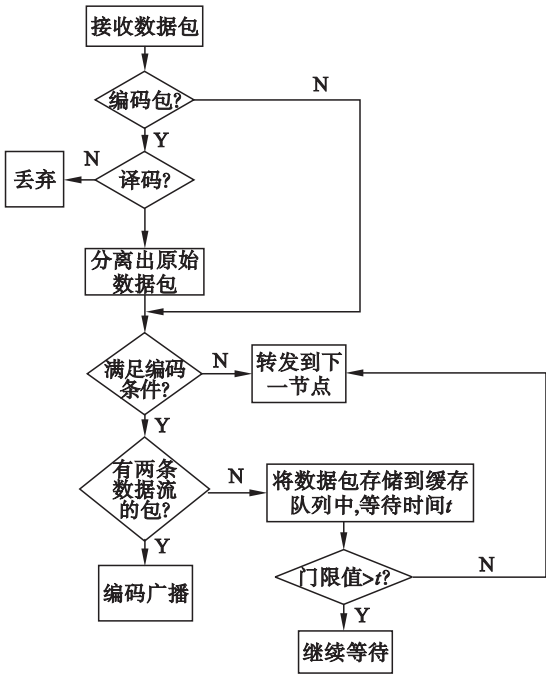 接收数据包
编码包?
N
Y
译码?
N
丢弃
分离出原始
数据包
满足编码
条件?
N
转发到下
一节点
Y
有两条
数据流
的包?
N
将数据包存储到缓存
队列中,等待时间t
Y
编码广播
门限值>t?
N
Y
继续等待